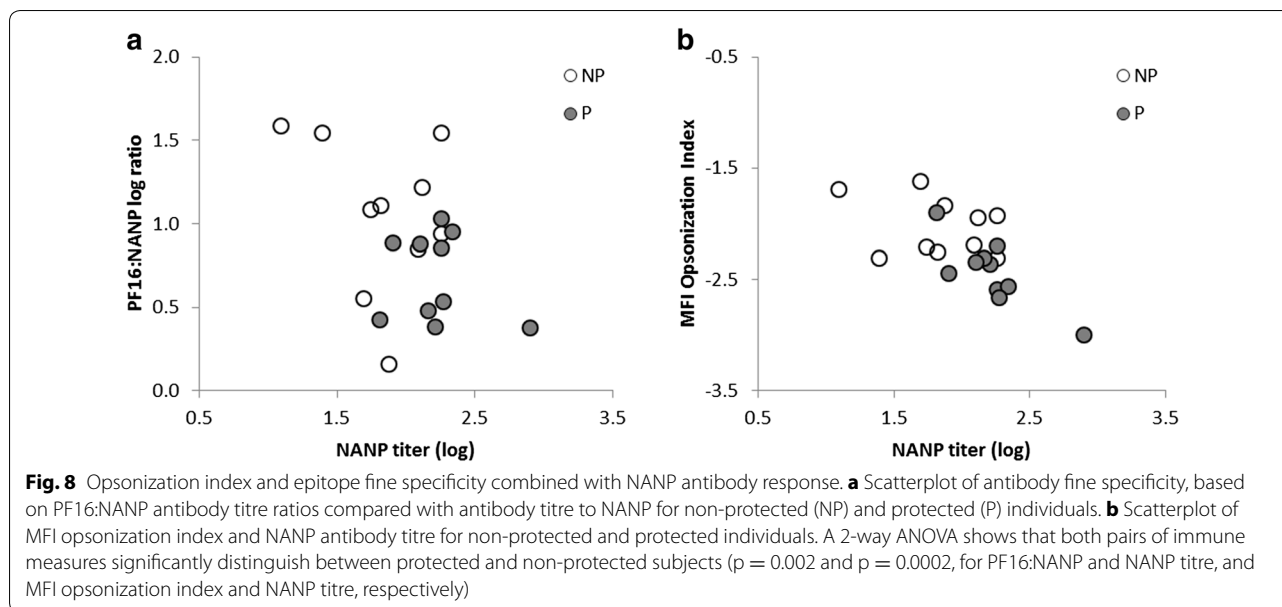 a
b
2.0
1.5
1.0
0.5
0.0
PF16:NANP log ratio
NP
P
0.5 1.5 2.5 3.5
NANP titer (log)
-0.5
-1.5
-2.5
-3.5
MFI Opsonization Index
NP
P
0.5 1.5 2.5 3.5
NANP titer (log)
Fig. 8 Opsonization index and epitope fine specificity combined with NANP antibody response. a Scatterplot of antibody fine specificity, based
on PF16:NANP antibody titre ratios compared with antibody titre to NANP for non-protected (NP) and protected (P) individuals. b Scatterplot of
MFI opsonization index and NANP antibody titre for non-protected and protected individuals. A 2-way ANOVA shows that both pairs of immune
measures significantly distinguish between protected and non-protected subjects (p = 0.002 and p = 0.0002, for PF16:NANP and NANP titre, and
MFI opsonization index and NANP titre, respectively)